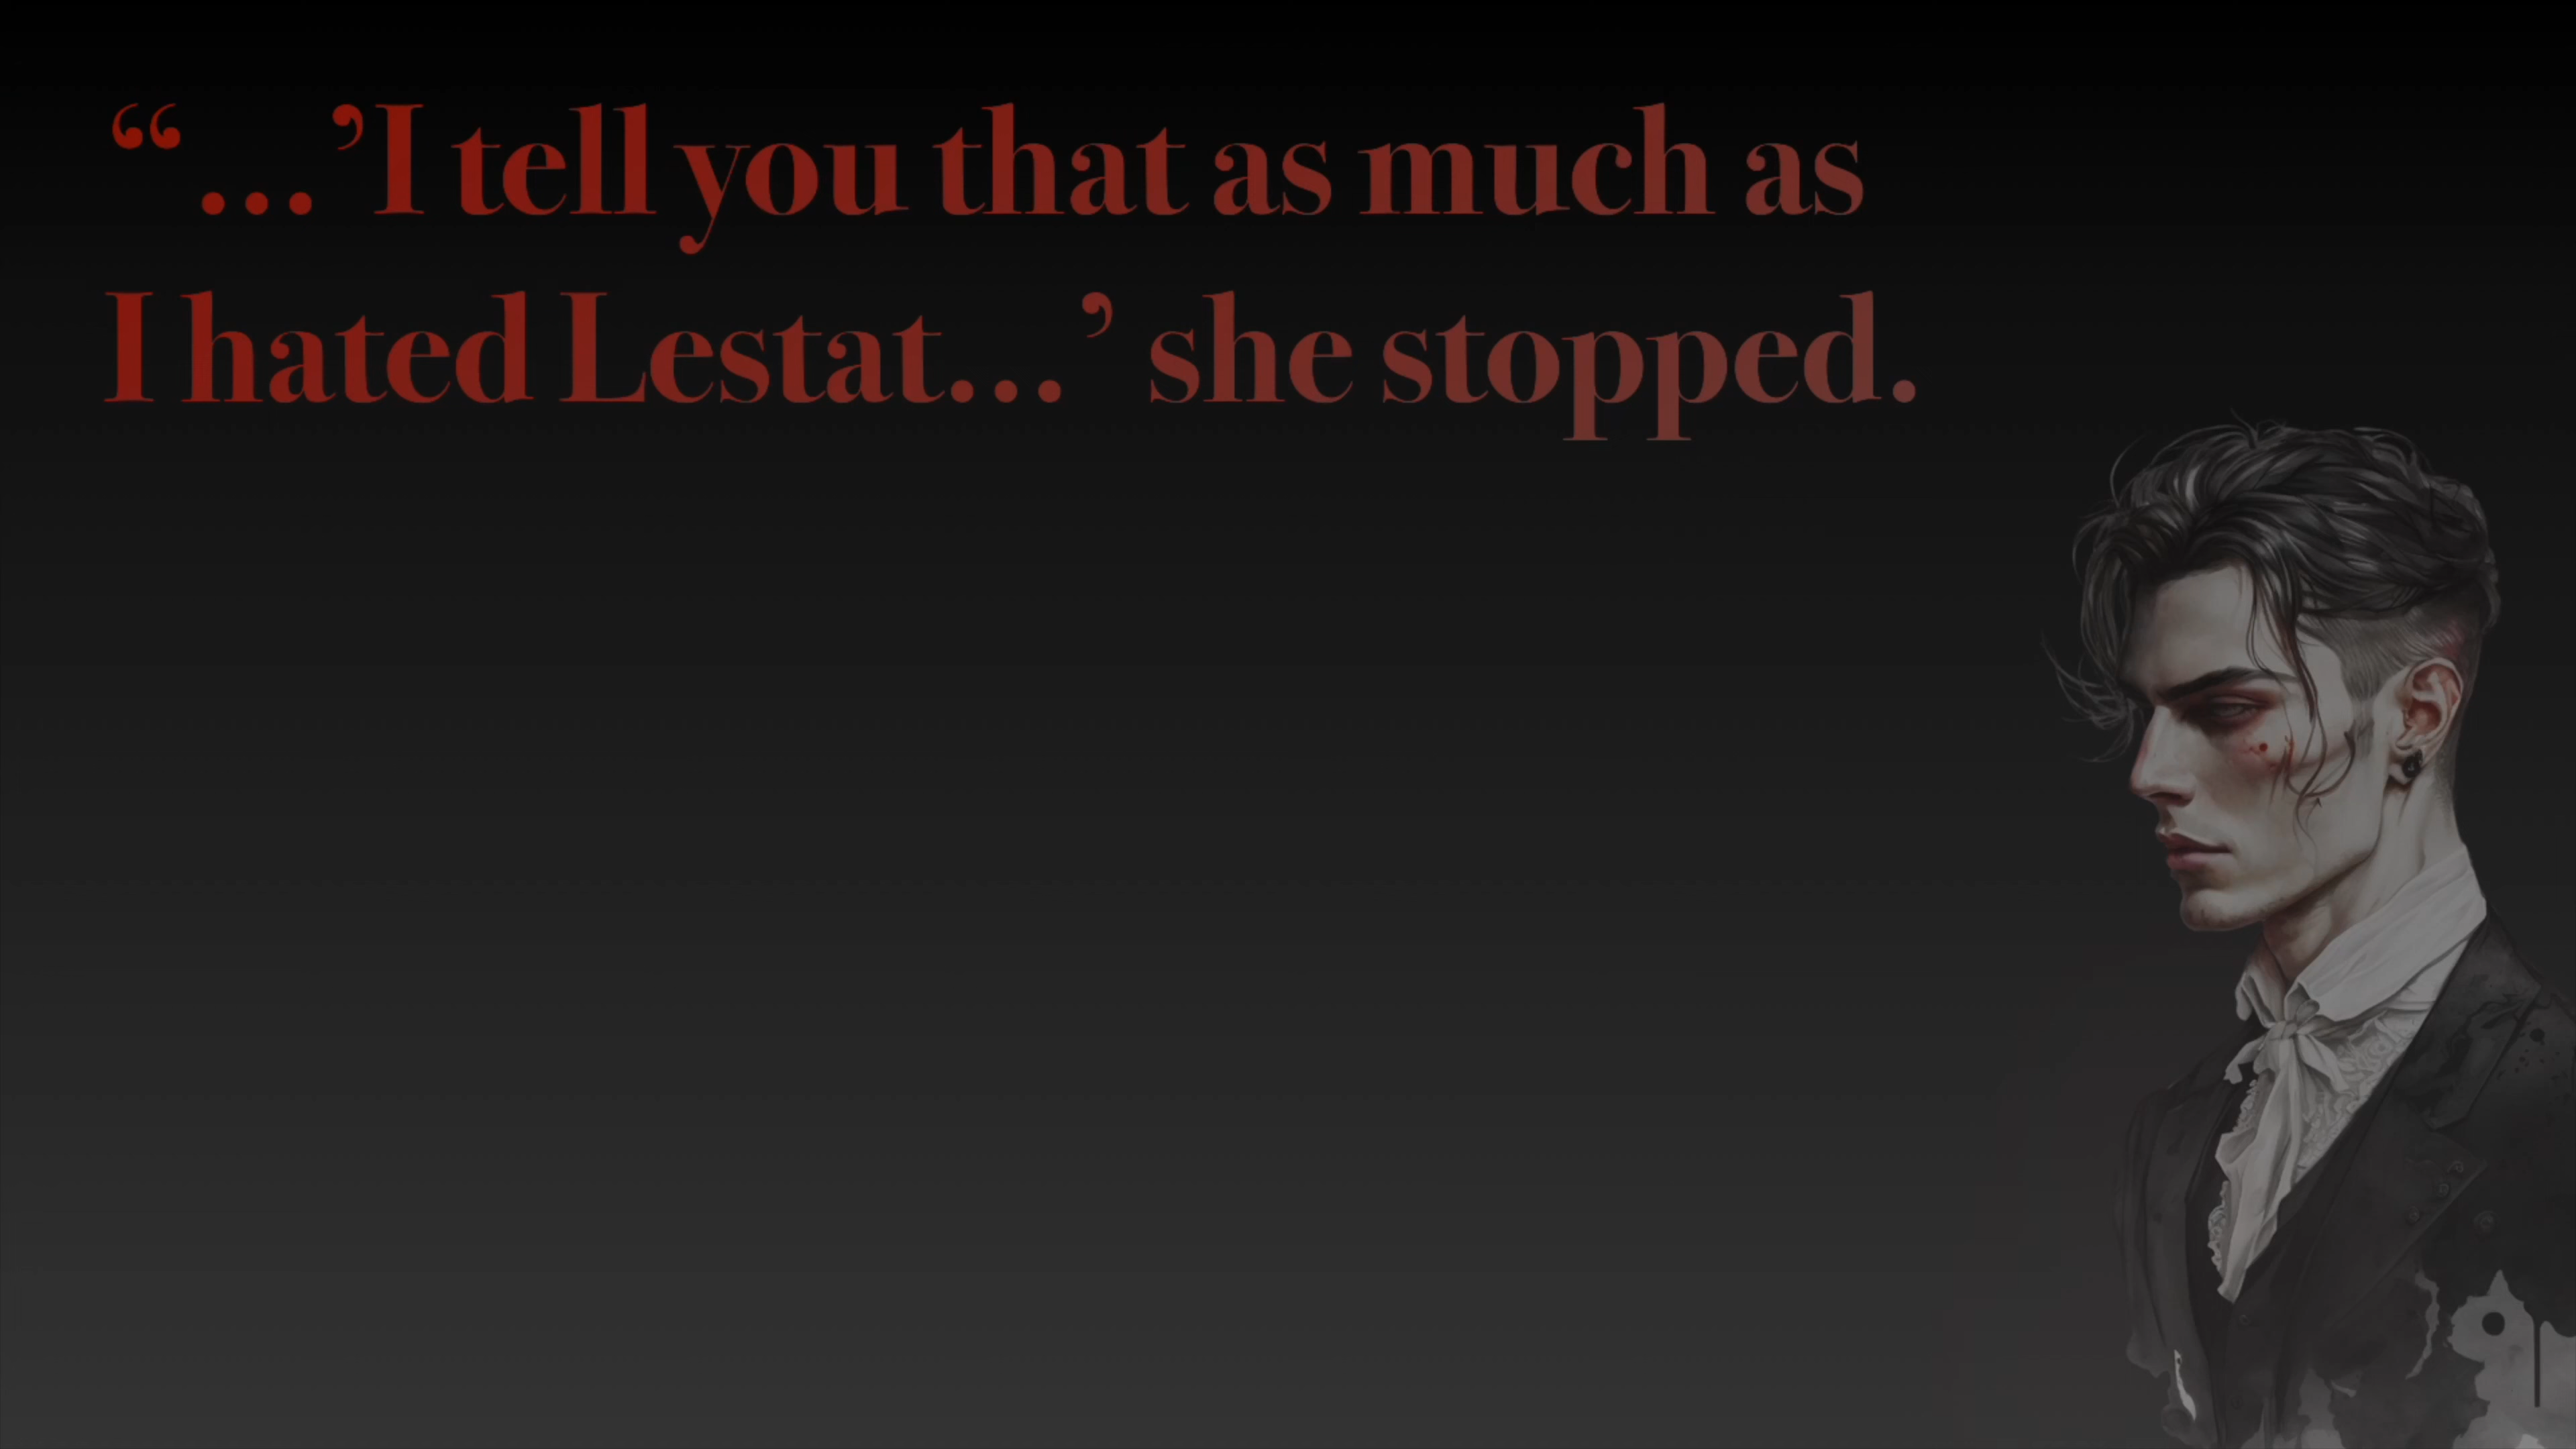 “...’I tell you that as much as
I hated Lestat...’ she stopped.